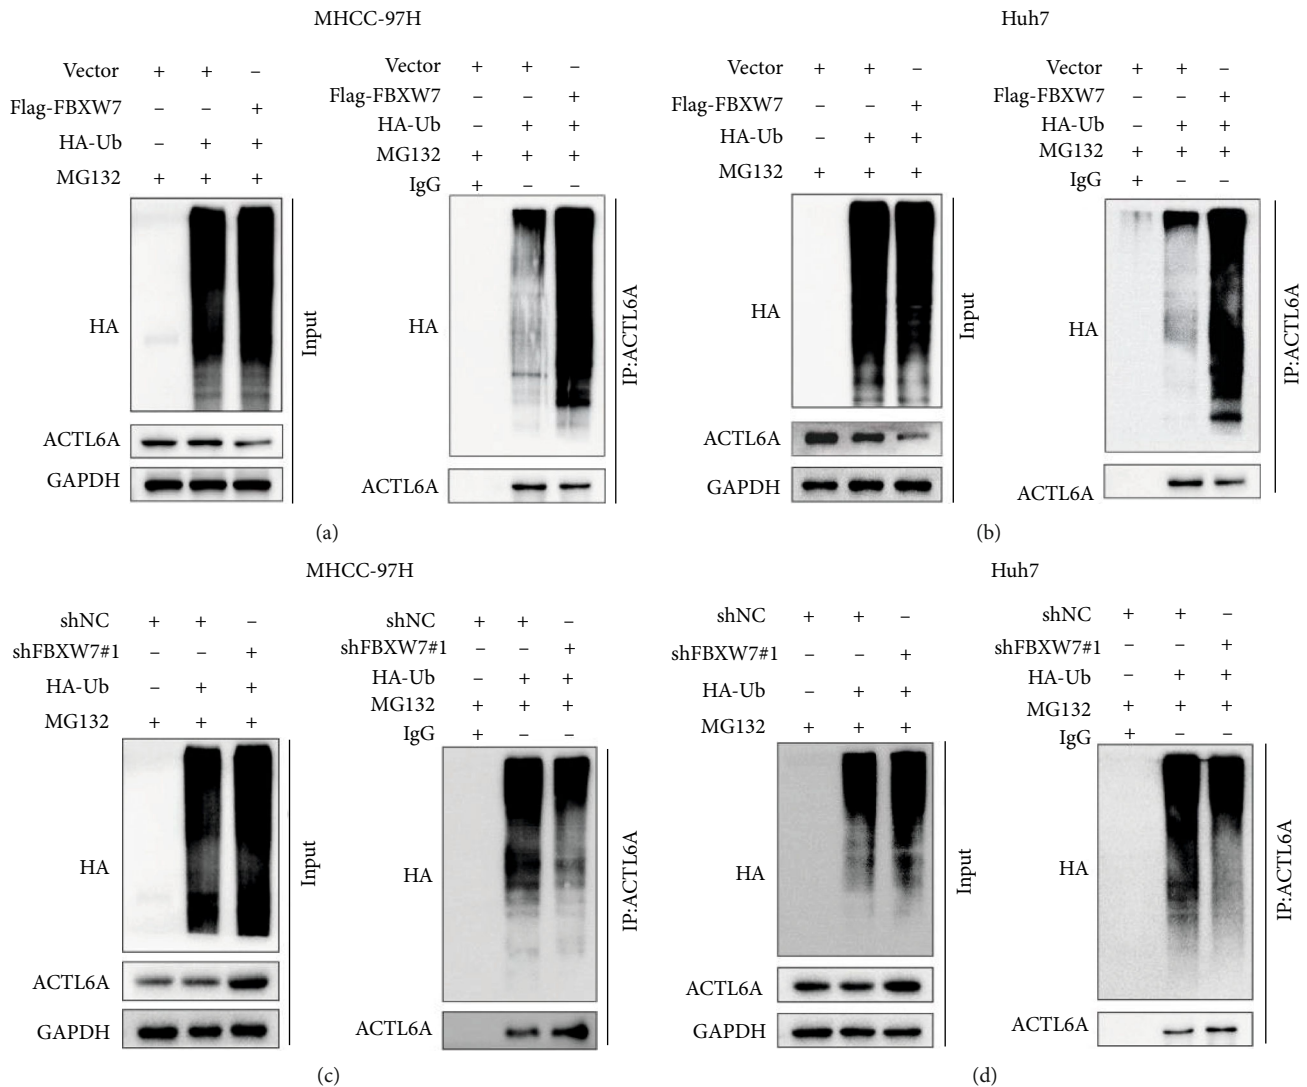 MHCC-97H
Vector + + –
Flag-FBXW7 – – +
HA-Ub – + +
MG132 + + +
HA
ACTL6A
GAPDH
Input
Vector + + –
Flag-FBXW7 – – +
HA-Ub – + +
MG132 + + +
IgG + – –
HA
ACTL6A
IP:ACTL6A
(a)
Huh7
Vector + + –
Flag-FBXW7 – – +
HA-Ub – + +
MG132 + + +
HA
ACTL6A
GAPDH
Input
Vector + + –
Flag-FBXW7 – – +
HA-Ub – + +
MG132 + + +
IgG + – –
HA
ACTL6A
IP:ACTL6A
(b)
MHCC-97H
shNC + + –
shFBXW7#1 – – +
HA-Ub – + +
MG132 + + +
HA
ACTL6A
GAPDH
Input
shNC + + –
shFBXW7#1 – – +
HA-Ub – + +
MG132 + + +
IgG + – –
HA
ACTL6A
IP:ACTL6A
(c)
Huh7
shNC + + –
shFBXW7#1 – – +
HA-Ub – + +
MG132 + + +
HA
ACTL6A
GAPDH
Input
shNC + + –
shFBXW7#1 – – +
HA-Ub – + +
MG132 + + +
IgG + – –
HA
ACTL6A
IP:ACTL6A
(d)